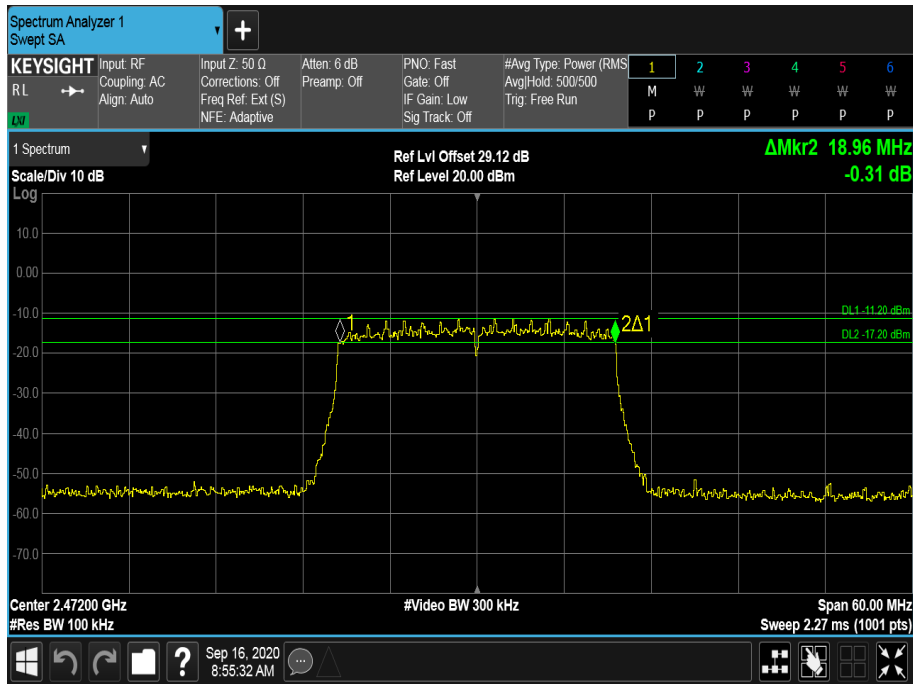 Spectrum Analyzer 1
Swept SA
+
KEYSIGHT
RL
LXI
Input: RF
Coupling: AC
Align: Auto
Input Z: 50 Ω
Corrections: Off
Freq Ref: Ext (S)
NFE: Adaptive
Atten: 6 dB
Preamp: Off
PNO: Fast
Gate: Off
IF Gain: Low
Sig Track: Off
#Avg Type: Power (RMS
Avg|Hold: 500/500
Trig: Free Run
1 2 3 4 5 6
M W W W W W
P P P P P P
1 Spectrum
Scale/Div 10 dB
Log
Ref Lvl Offset 29.12 dB
Ref Level 20.00 dBm
ΔMkr2 18.96 MHz
-0.31 dB
10.0
0.00
-10.0
DL1 -11.20 dBm
1
2Δ1
DL2 -17.20 dBm
-20.0
-30.0
-40.0
-50.0
-60.0
-70.0
Center 2.47200 GHz
#Video BW 300 kHz
Span 60.00 MHz
#Res BW 100 kHz
Sweep 2.27 ms (1001 pts)
?
Sep 16, 2020
8:55:32 AM